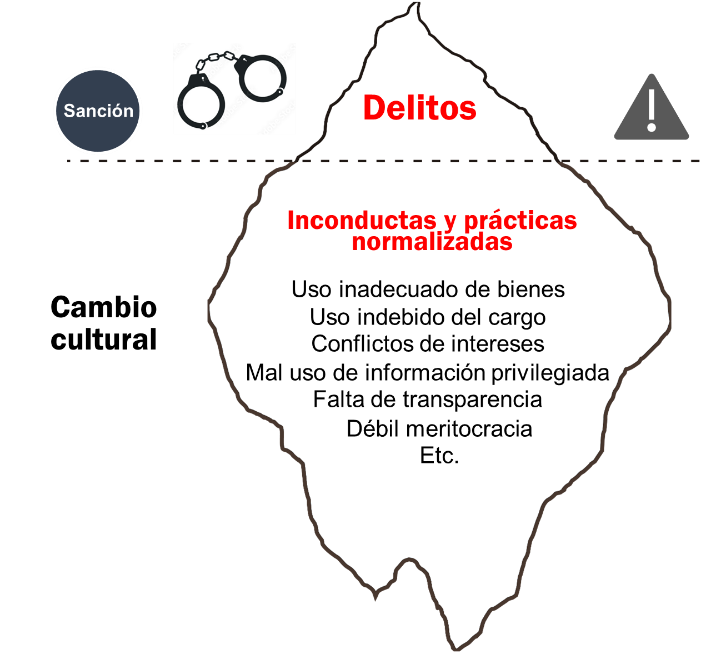 Sanción
Delitos
Inconductas y prácticas
normalizadas
Uso inadecuado de bienes
Uso indebido del cargo
Conflictos de intereses
Mal uso de información privilegiada
Falta de transparencia
Débil meritocracia
Etc.
Cambio
cultural